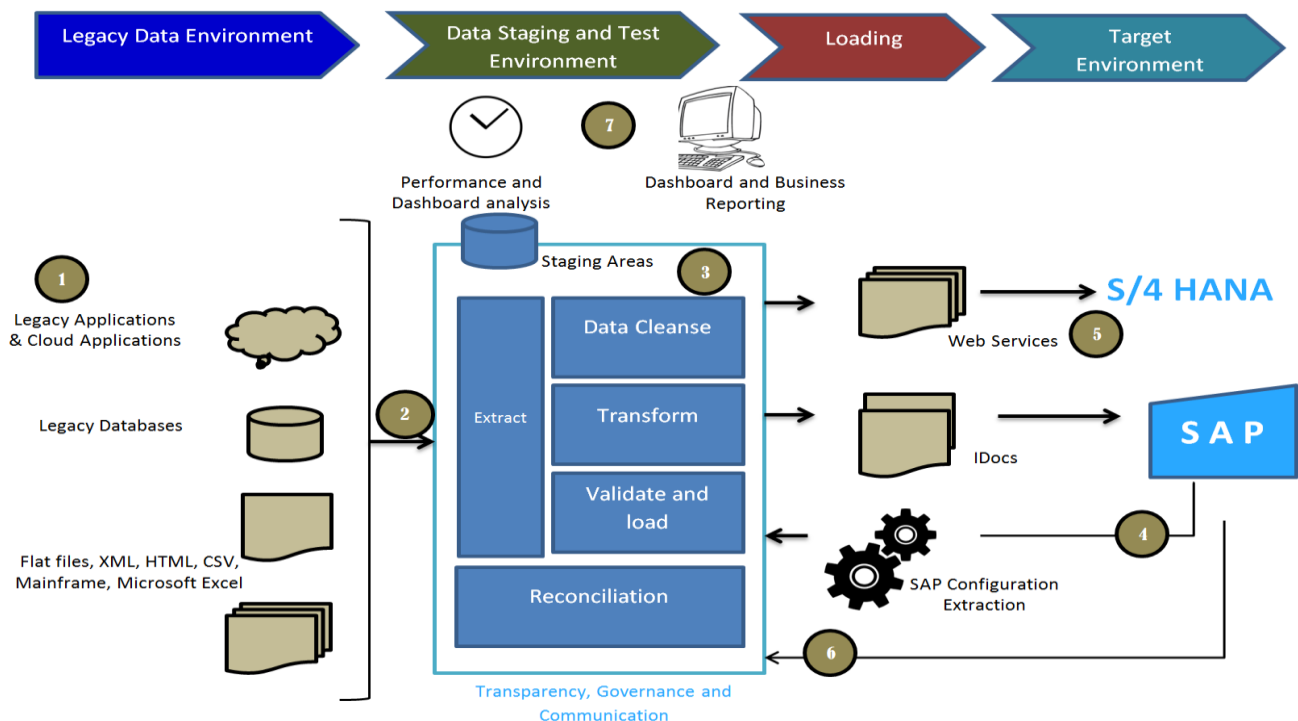 Legacy Data Environment
Data Staging and Test
Environment
Loading
Target
Environment
7
Performance and
Dashboard analysis
Dashboard and Business
Reporting
1
Legacy Applications
& Cloud Applications
Legacy Databases
Flat files, XML, HTML, CSV,
Mainframe, Microsoft Excel
2
Staging Areas
3
Extract
Data Cleanse
Transform
Validate and
load
Reconciliation
Transparency, Governance and
Communication
S/4 HANA
Web Services
5
IDocs
S A P
4
SAP Configuration
Extraction
6